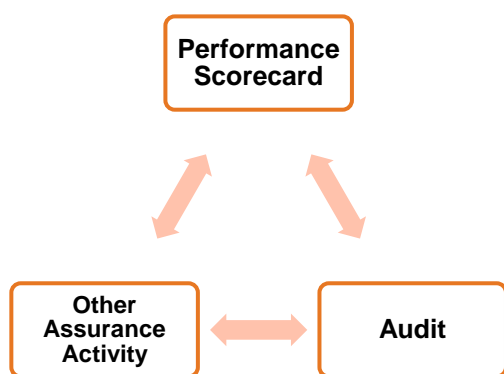 Performance
Scorecard
Other
Assurance
Activity
Audit